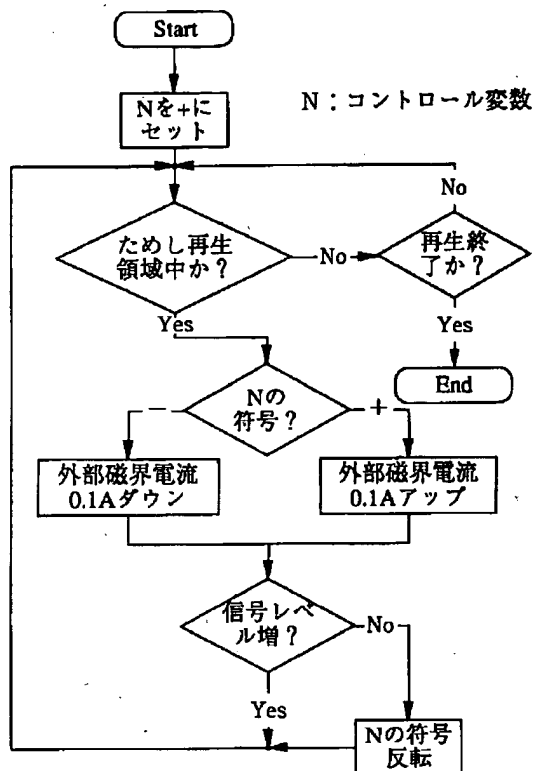 Start
Nを+に
セット
N：コントロール変数
No
ためし再生
領域中か？
No
再生終
了か？
Yes
Yes
End
Nの
符号？
−
+
外部磁界電流
0.1Aダウン
外部磁界電流
0.1Aアップ
信号レベ
ル増？
No
Yes
Nの符号
反転